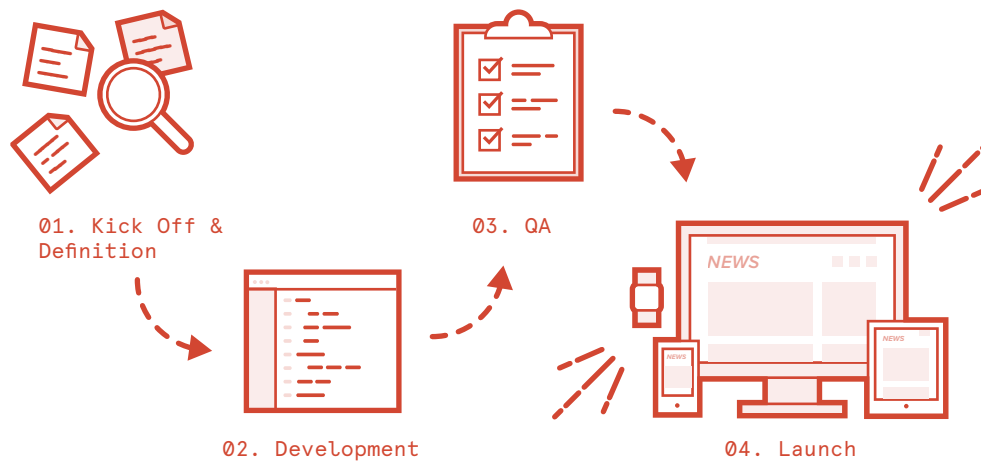 01. Kick Off &
Definition
02. Development
03. QA
04. Launch
NEWS
NEWS
NEWS